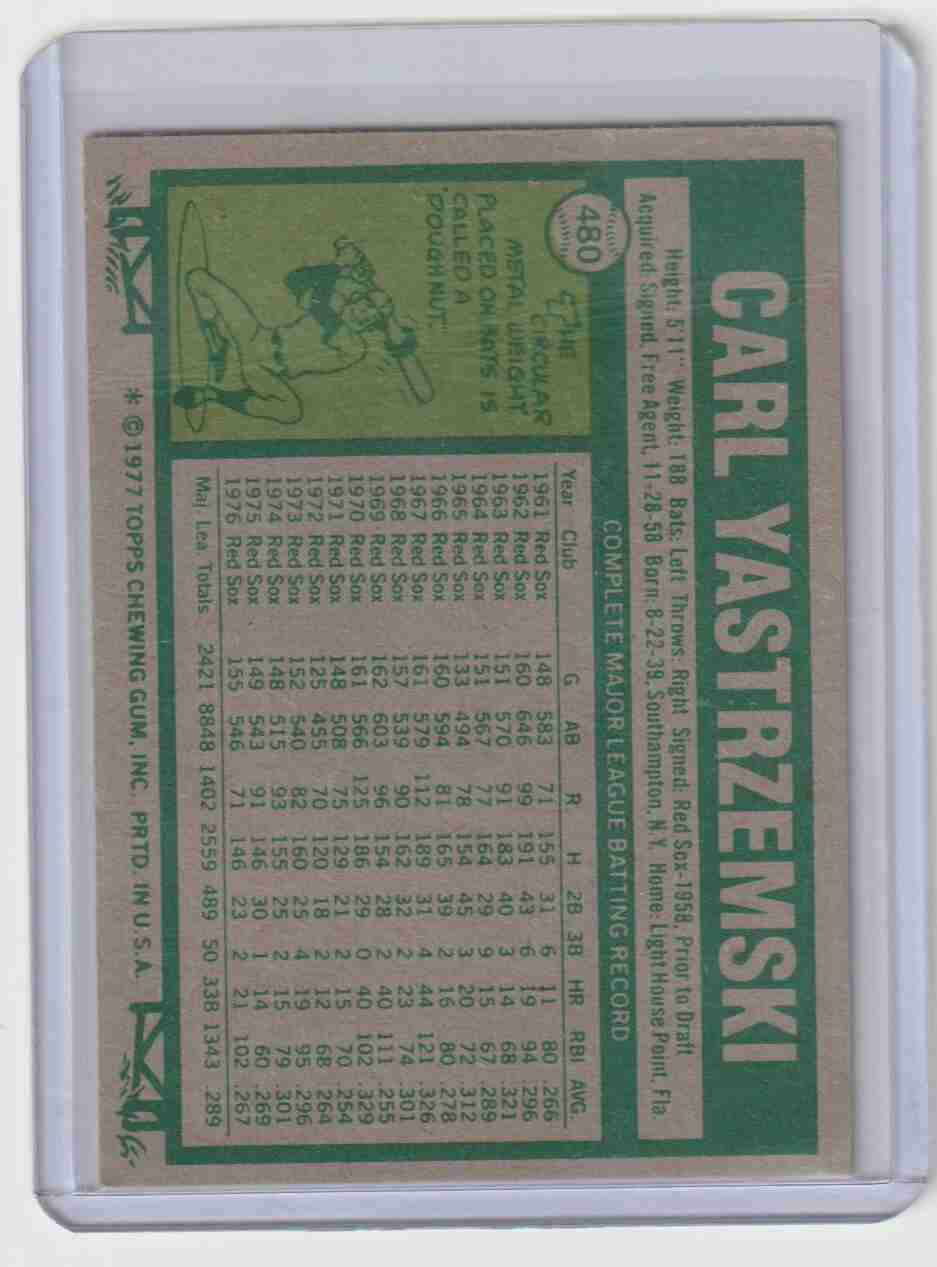 CARL YASTRZEMSKI
Height: 5'11" Weight: 188 Bats: Left Throws: Right Signed: Red Sox-1958, Prior to Draft
Acquired: Signed, Free Agent, 11-28-58 Born: 8-22-39, Southampton, N.Y. Home: Light House Point, Fla.
480
The
CIRCULAR
METAL WEIGHT
PLACED ON BATS IS
CALLED A
"DOUGHNUT."
COMPLETE MAJOR LEAGUE BATTING RECORD
Year Club G AB R H 2B 3B HR RBI AVG.
1961 Red Sox 148 583 71 155 31 6 11 80 .266
1962 Red Sox 160 646 99 191 43 6 19 94 .296
1963 Red Sox 151 570 91 183 40 3 14 68 .321
1964 Red Sox 151 567 77 164 29 9 15 67 .289
1965 Red Sox 133 494 78 154 45 3 20 72 .312
1966 Red Sox 160 594 81 165 39 2 16 80 .278
1967 Red Sox 161 579 112 189 31 4 44 121 .326
1968 Red Sox 157 539 90 162 32 2 23 74 .301
1969 Red Sox 162 603 96 154 28 2 40 111 .255
1970 Red Sox 161 566 125 186 29 0 40 102 .329
1971 Red Sox 148 508 75 129 21 2 15 70 .254
1972 Red Sox 125 455 70 120 18 2 12 68 .264
1973 Red Sox 152 540 82 160 25 4 19 95 .296
1974 Red Sox 148 515 93 155 25 2 15 79 .301
1975 Red Sox 149 543 91 146 30 1 14 60 .269
1976 Red Sox 155 546 71 146 23 2 21 102 .267
Maj. Lea. Totals 2421 8848 1402 2559 489 50 338 1343 .289
* ©1977 TOPPS CHEWING GUM, INC. PRTD. IN U.S.A.